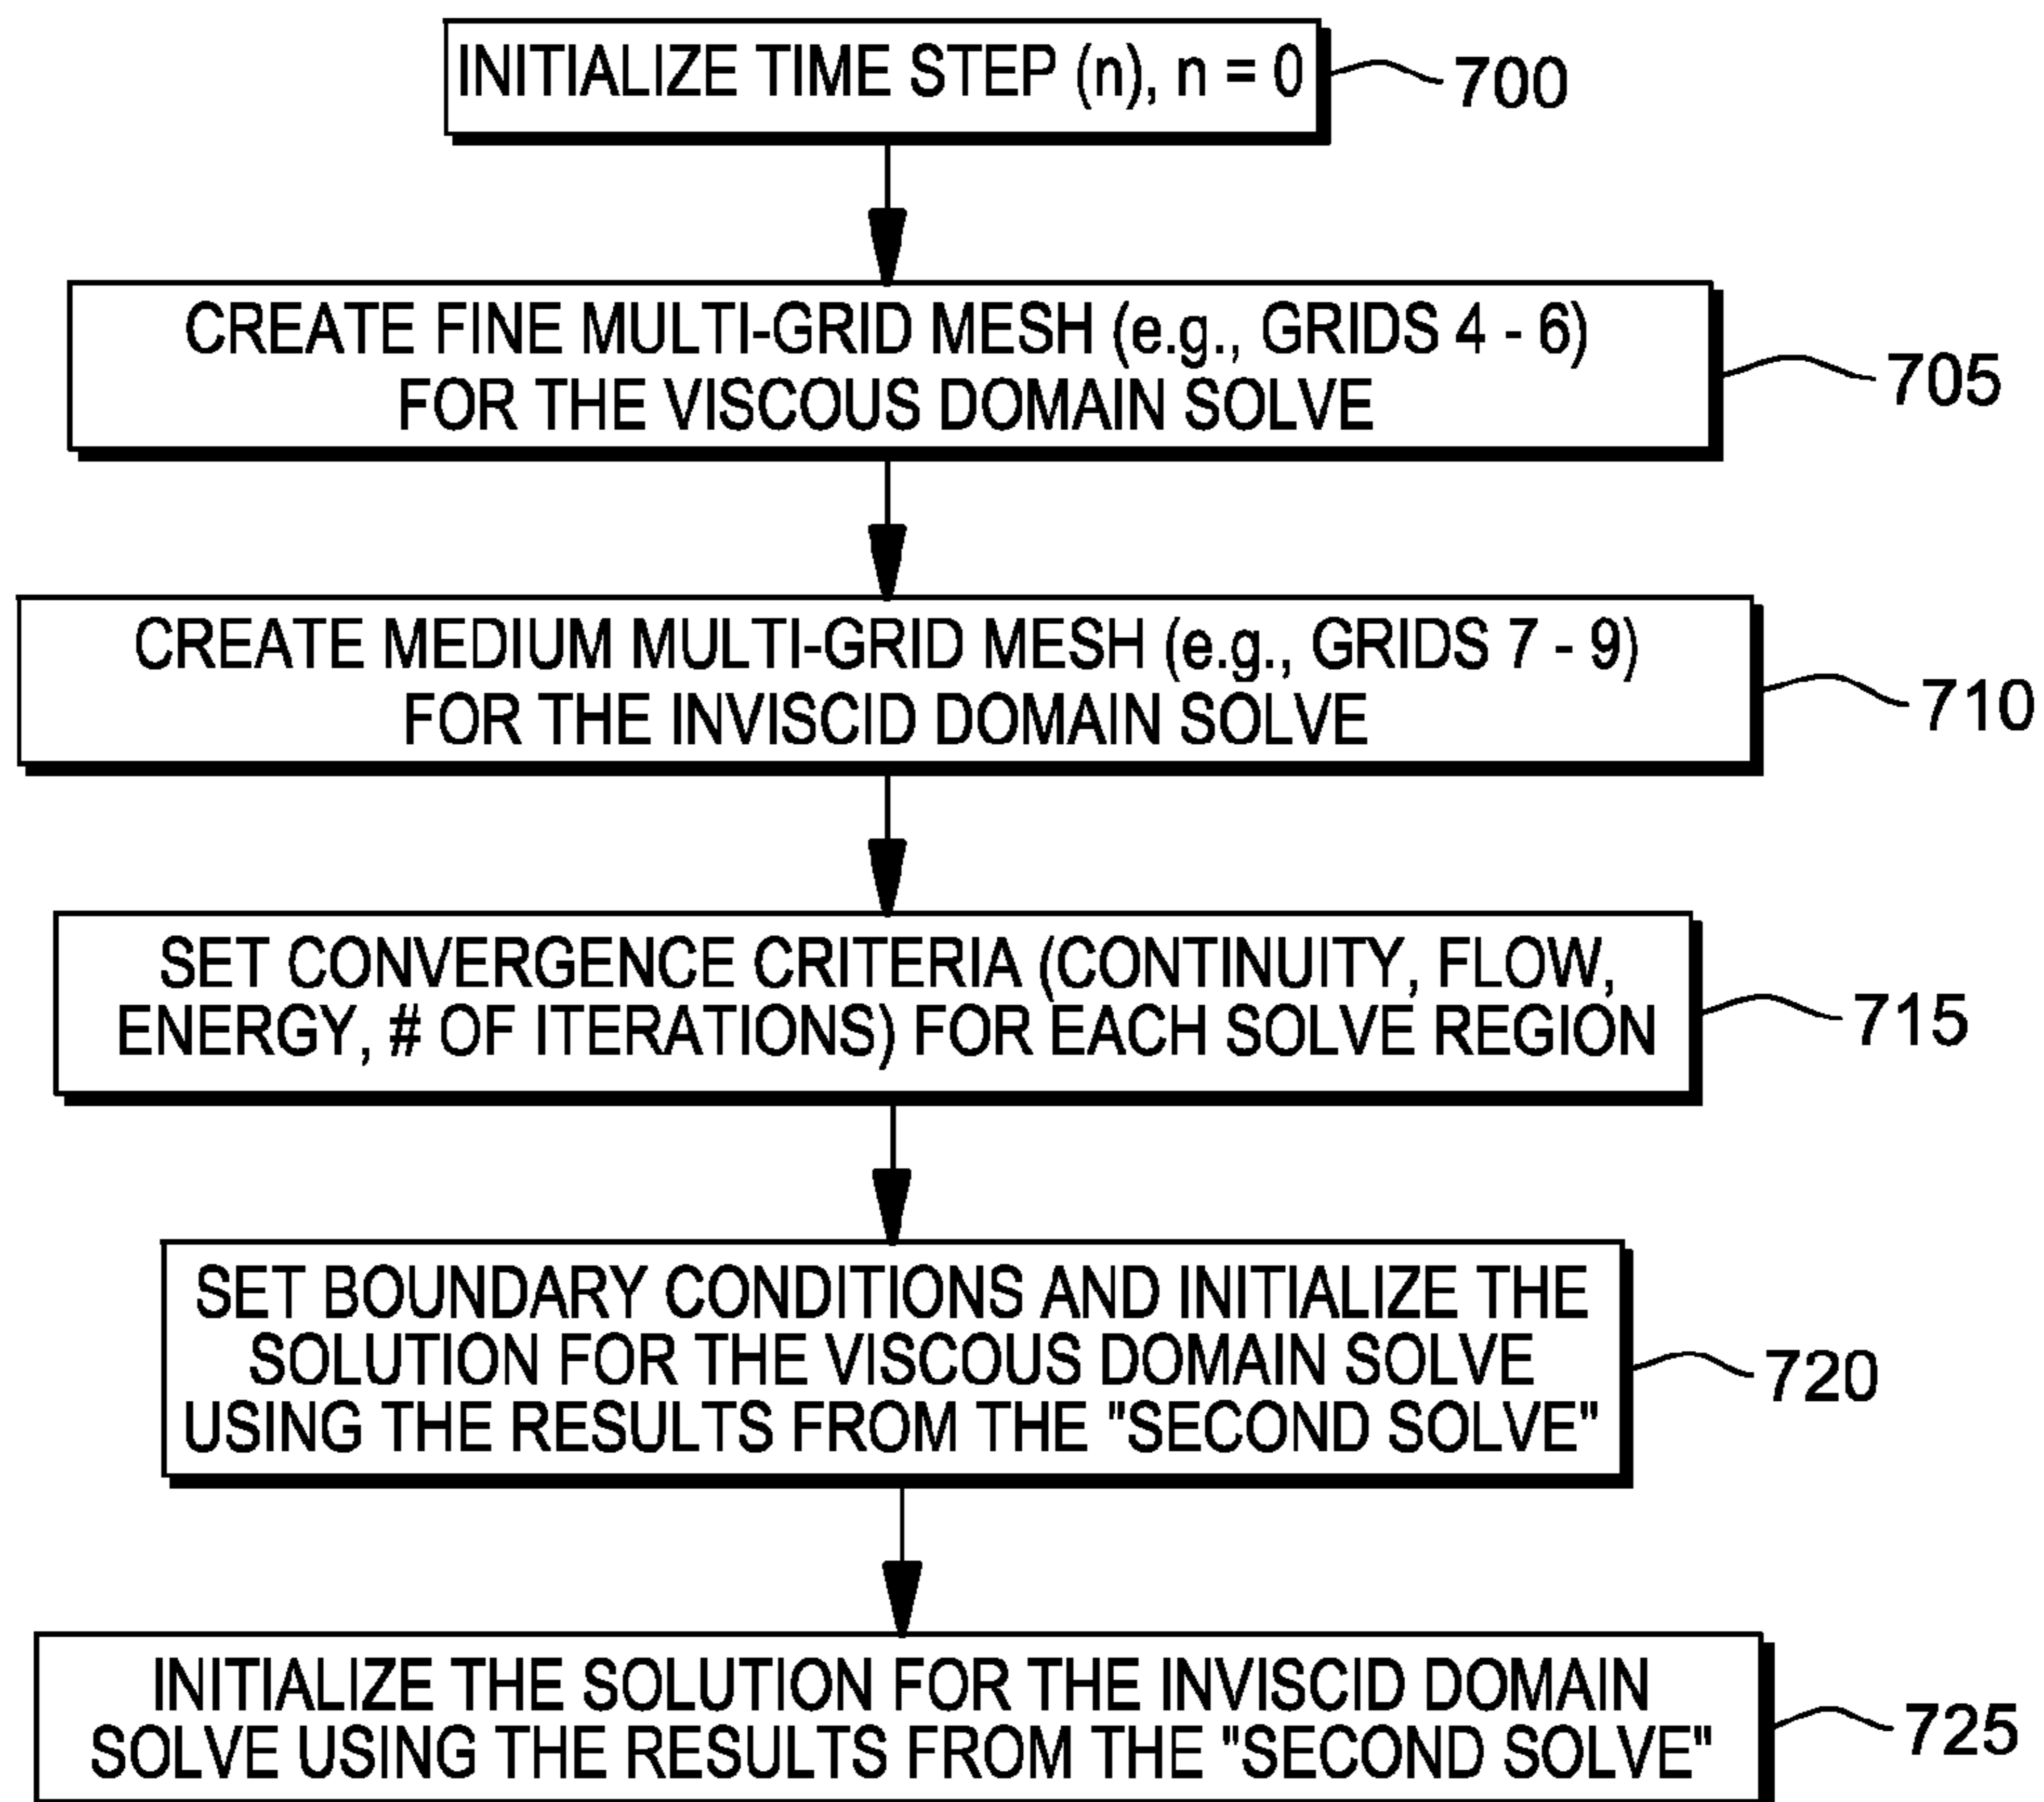 INITIALIZE TIME STEP (n), n = 0
700
CREATE FINE MULTI-GRID MESH (e.g., GRIDS 4 - 6)
FOR THE VISCOUS DOMAIN SOLVE
705
CREATE MEDIUM MULTI-GRID MESH (e.g., GRIDS 7 - 9)
FOR THE INVISCID DOMAIN SOLVE
710
SET CONVERGENCE CRITERIA (CONTINUITY, FLOW,
ENERGY, # OF ITERATIONS) FOR EACH SOLVE REGION
715
SET BOUNDARY CONDITIONS AND INITIALIZE THE
SOLUTION FOR THE VISCOUS DOMAIN SOLVE
USING THE RESULTS FROM THE "SECOND SOLVE"
720
INITIALIZE THE SOLUTION FOR THE INVISCID DOMAIN
SOLVE USING THE RESULTS FROM THE "SECOND SOLVE"
725